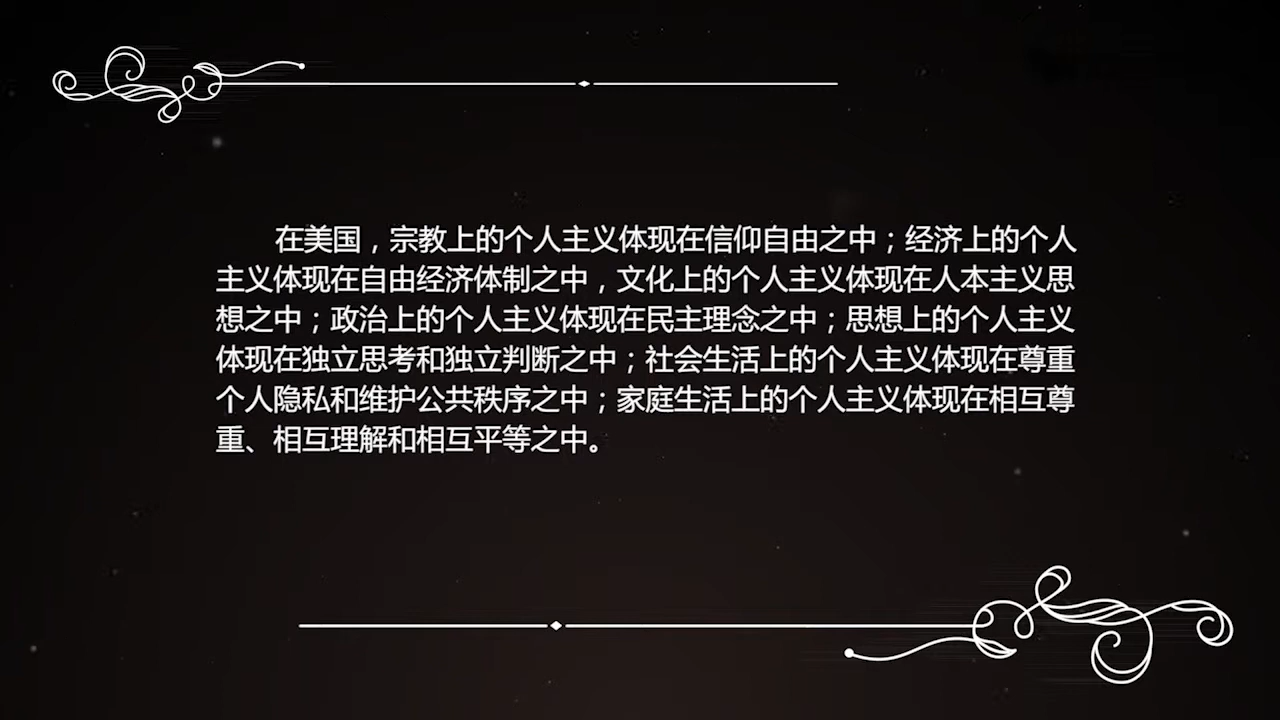 在美国，宗教上的个人主义体现在信仰自由之中；经济上的个人
主义体现在自由经济体制之中，文化上的个人主义体现在人本主义思
想之中；政治上的个人主义体现在民主理念之中；思想上的个人主义
体现在独立思考和独立判断之中；社会生活上的个人主义体现在尊重
个人隐私和维护公共秩序之中；家庭生活上的个人主义体现在相互尊
重、相互理解和相互平等之中。